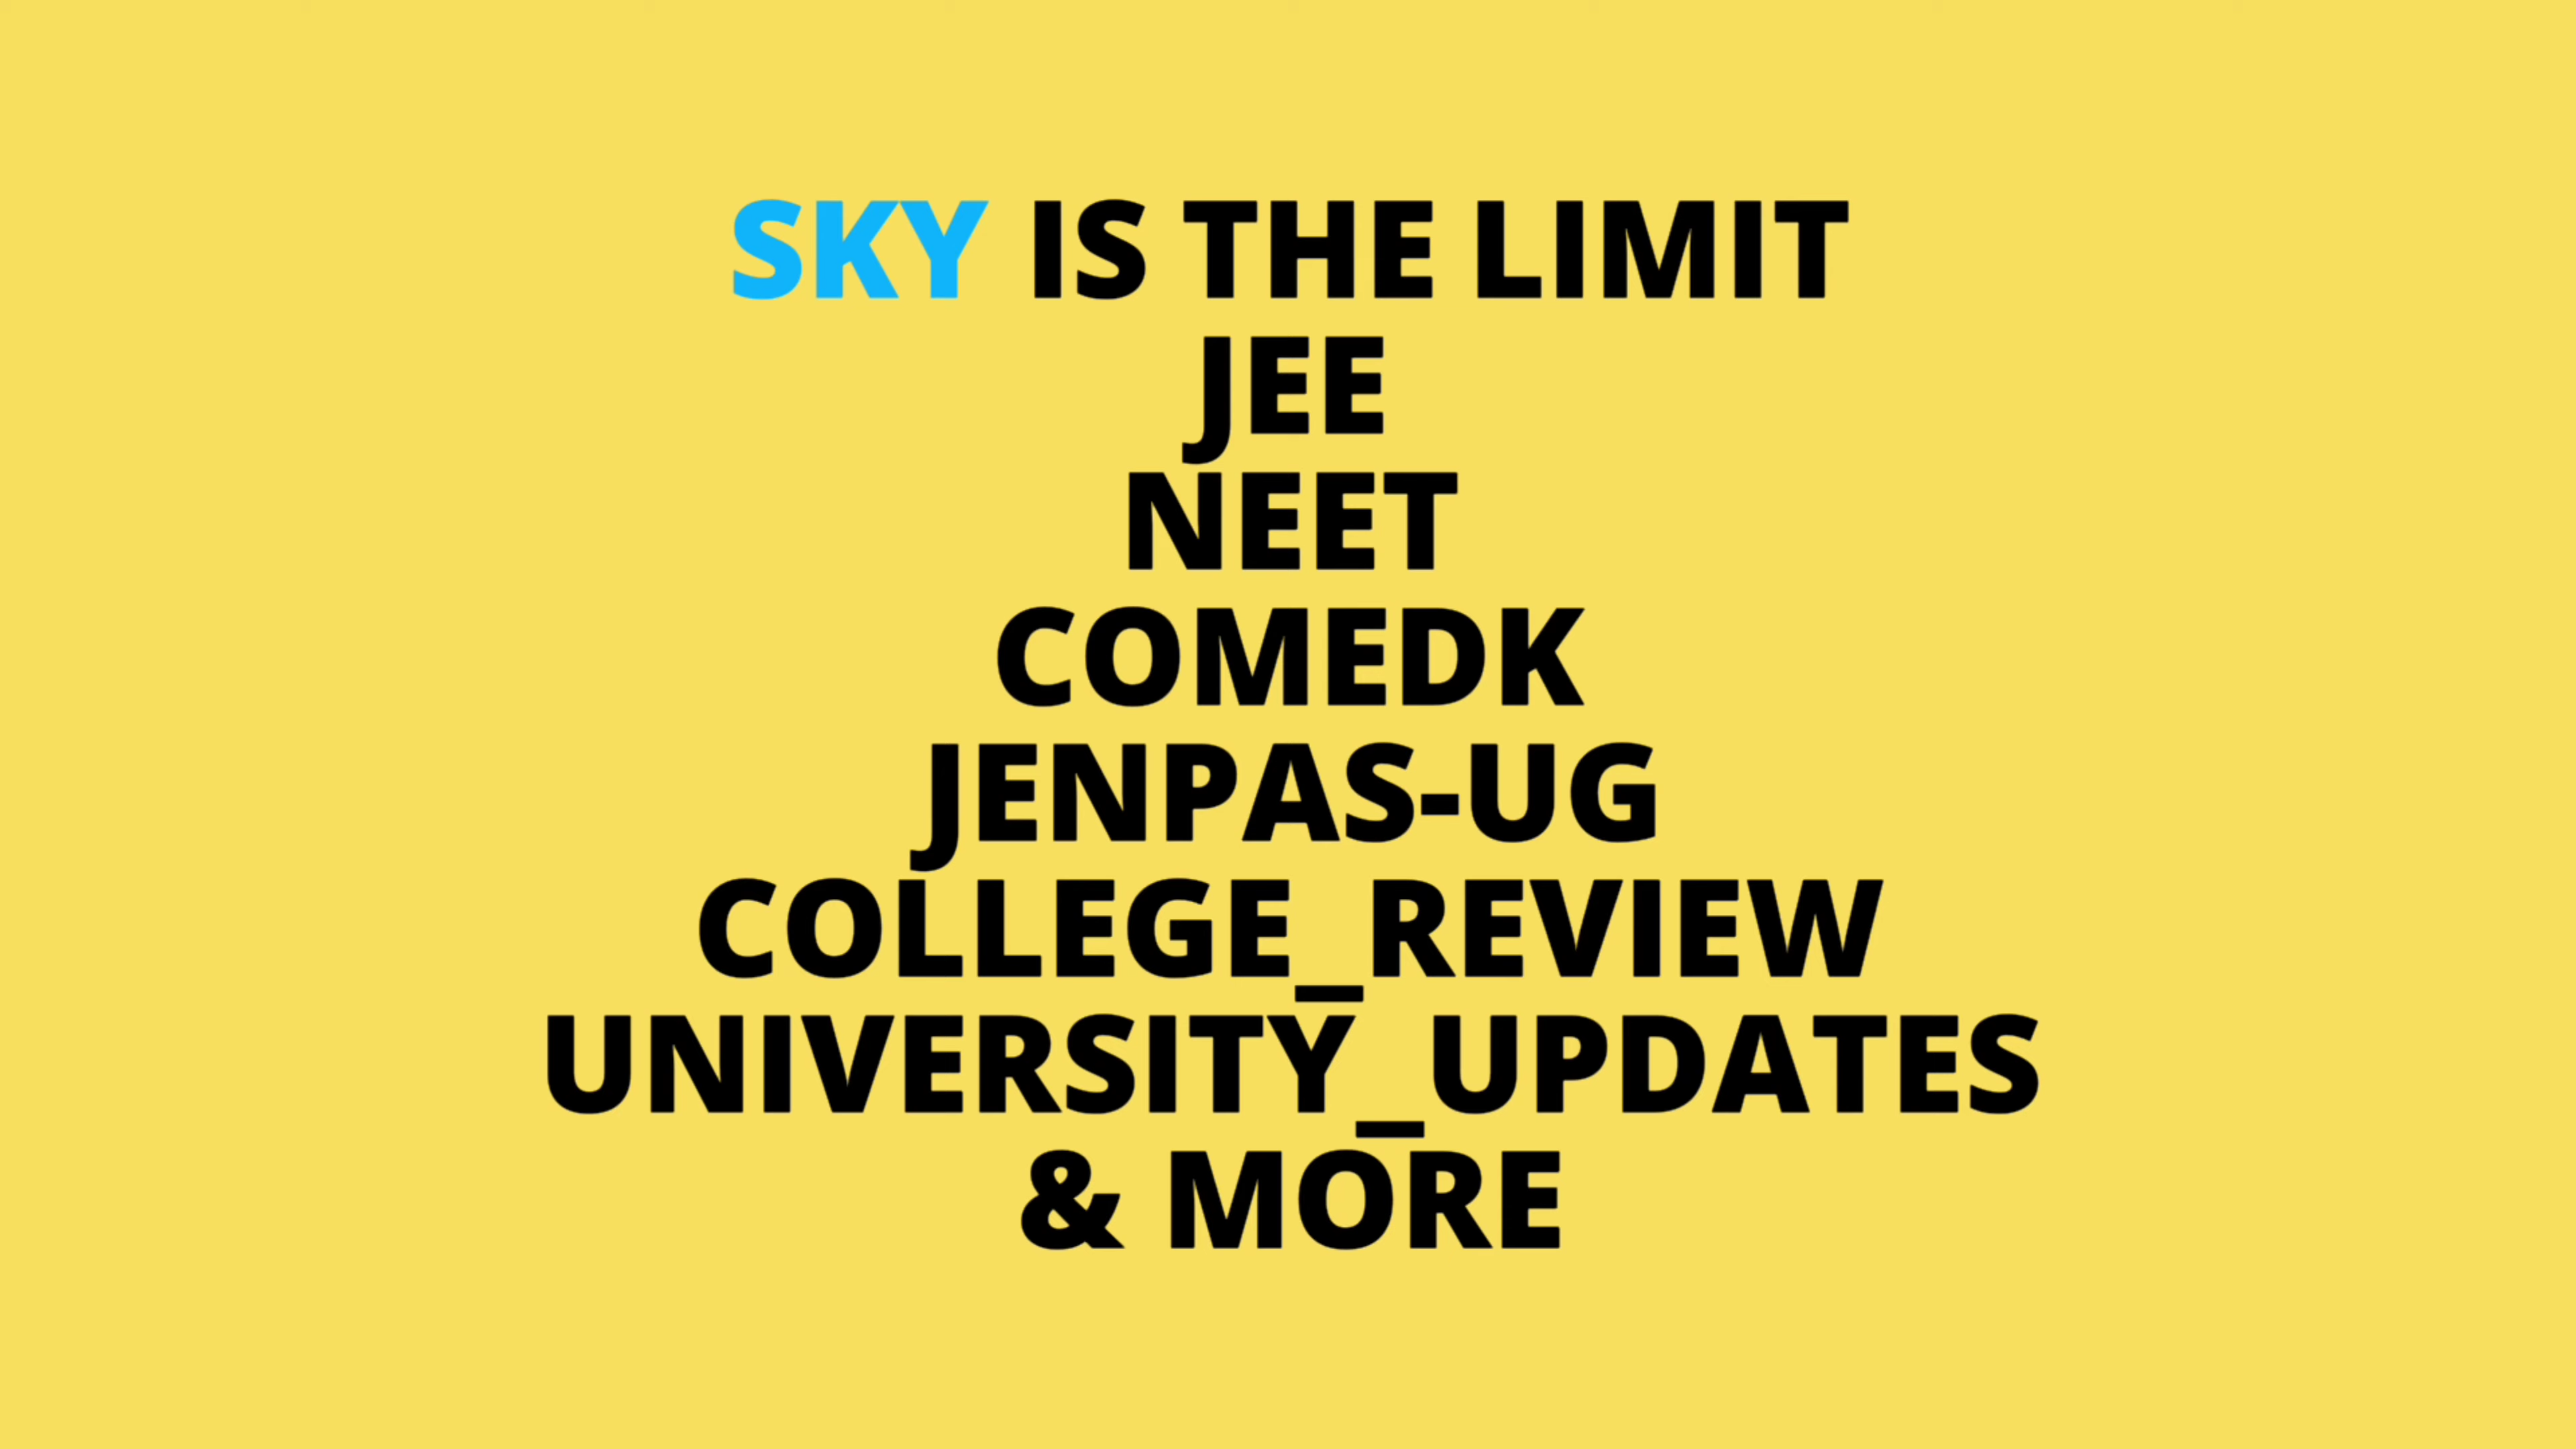 SKY IS THE LIMIT
JEE
NEET
COMEDK
JENPAS-UG
COLLEGE_REVIEW
UNIVERSITY_UPDATES
& MORE